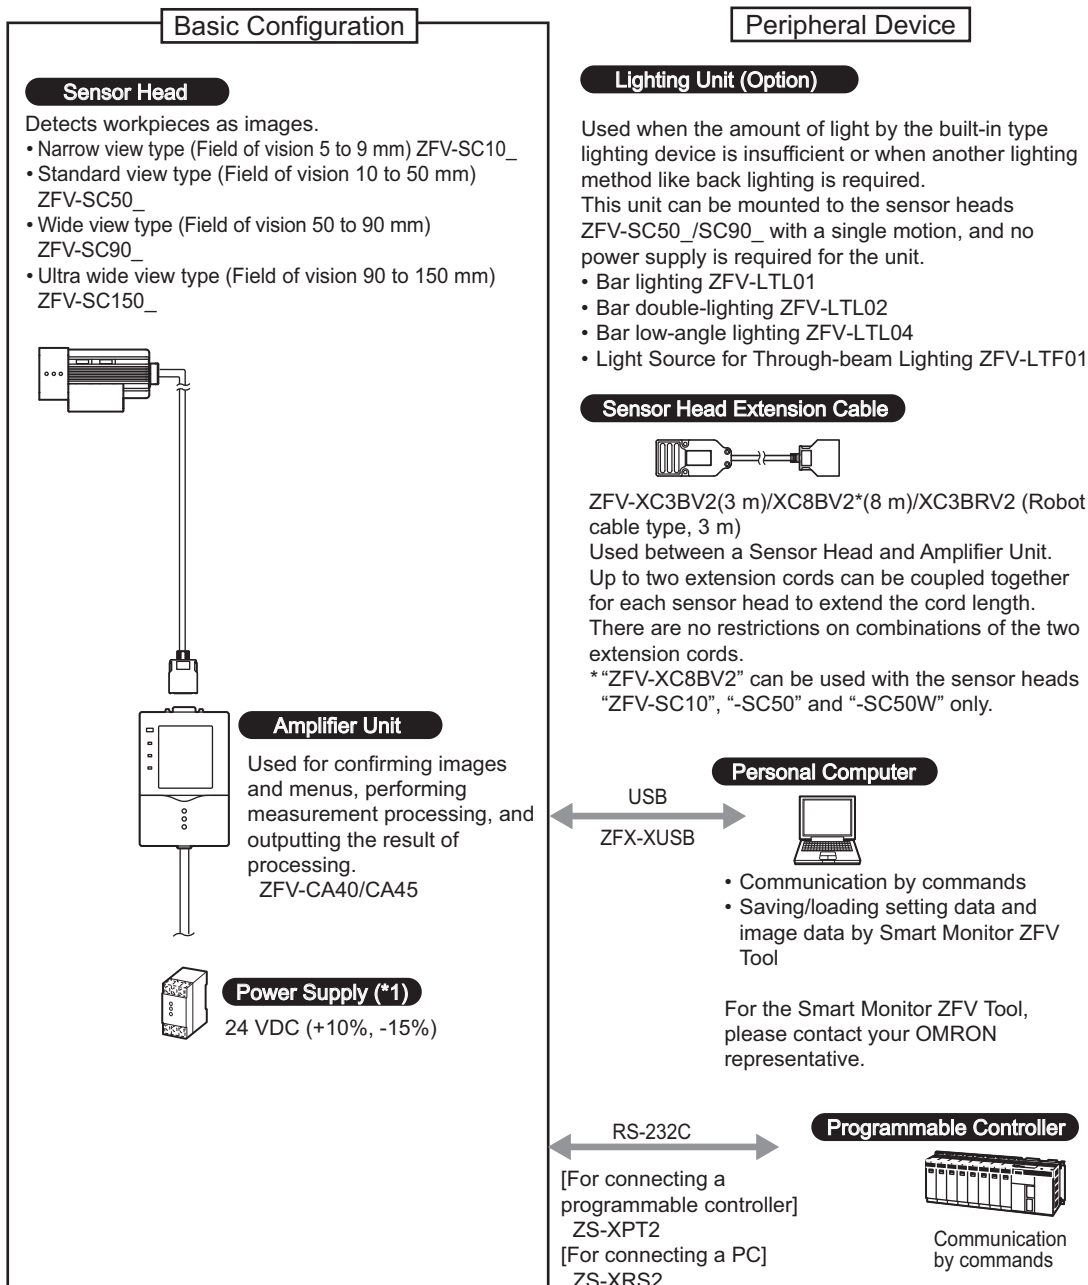 Basic Configuration
Sensor Head
Detects workpieces as images.
• Narrow view type (Field of vision 5 to 9 mm) ZFV-SC10_
• Standard view type (Field of vision 10 to 50 mm)
ZFV-SC50_
• Wide view type (Field of vision 50 to 90 mm)
ZFV-SC90_
• Ultra wide view type (Field of vision 90 to 150 mm)
ZFV-SC150_
Amplifier Unit
Used for confirming images
and menus, performing
measurement processing, and
outputting the result of
processing.
ZFV-CA40/CA45
Power Supply (*1)
24 VDC (+10%, -15%)
Peripheral Device
Lighting Unit (Option)
Used when the amount of light by the built-in type
lighting device is insufficient or when another lighting
method like back lighting is required.
This unit can be mounted to the sensor heads
ZFV-SC50_/SC90_ with a single motion, and no
power supply is required for the unit.
• Bar lighting ZFV-LTL01
• Bar double-lighting ZFV-LTL02
• Bar low-angle lighting ZFV-LTL04
• Light Source for Through-beam Lighting ZFV-LTF01
Sensor Head Extension Cable
ZFV-XC3BV2(3 m)/XC8BV2*(8 m)/XC3BRV2 (Robot
cable type, 3 m)
Used between a Sensor Head and Amplifier Unit.
Up to two extension cords can be coupled together
for each sensor head to extend the cord length.
There are no restrictions on combinations of the two
extension cords.
* “ZFV-XC8BV2” can be used with the sensor heads
“ZFV-SC10”, “-SC50” and “-SC50W” only.
USB
ZFX-XUSB
Personal Computer
• Communication by commands
• Saving/loading setting data and
image data by Smart Monitor ZFV
Tool
For the Smart Monitor ZFV Tool,
please contact your OMRON
representative.
RS-232C
[For connecting a
programmable controller]
ZS-XPT2
[For connecting a PC]
ZS-XRS2
Programmable Controller
Communication
by commands